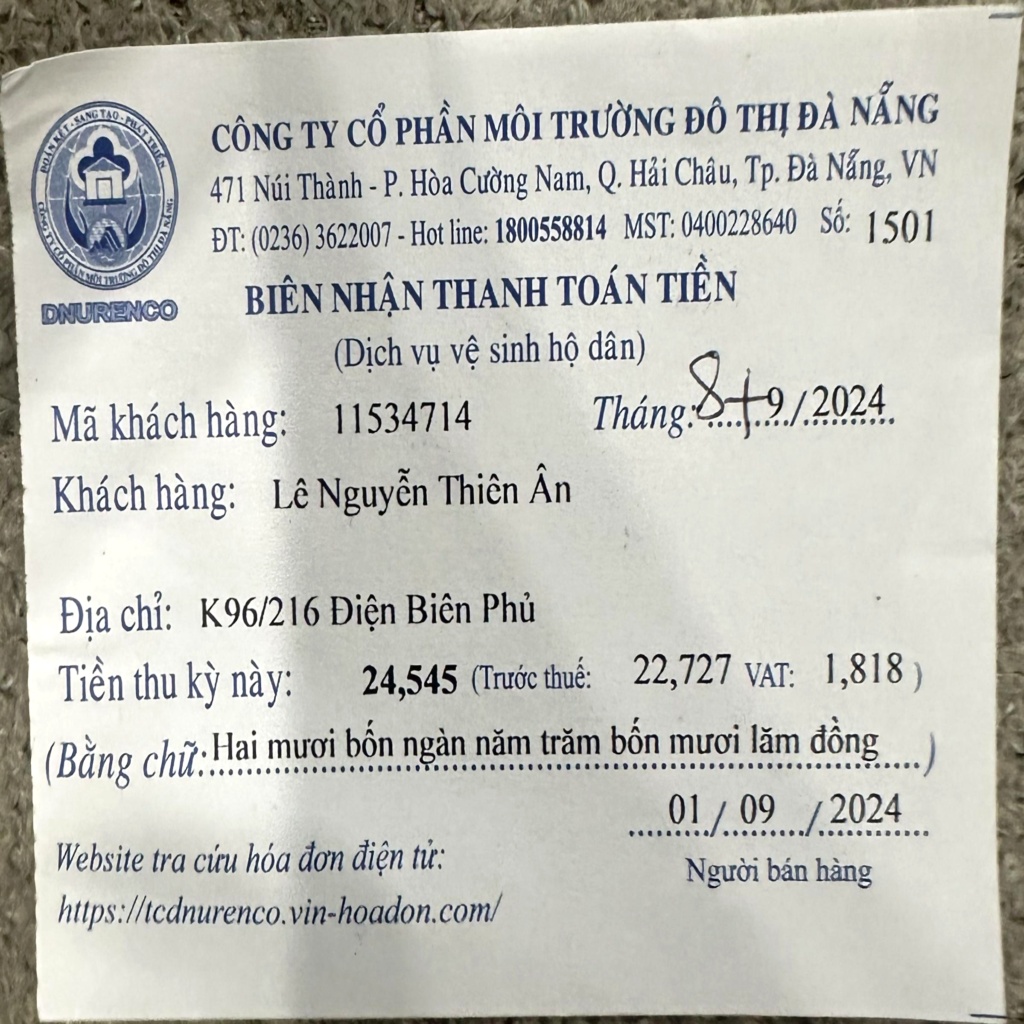 ĐOÀN KẾT - SANG TẠO - PHÁT TRIỂN
CÔNG TY CỔ PHẦN MÔI TRƯỜNG ĐÔ THỊ ĐÀ NẴNG
DNURENCO
CÔNG TY CỔ PHẦN MÔI TRƯỜNG ĐÔ THỊ ĐÀ NẴNG
471 Núi Thành - P. Hòa Cường Nam, Q. Hải Châu, Tp. Đà Nẵng, VN
ĐT: (0236) 3622007 - Hot line: 1800558814 MST: 0400228640 Số: 1501
BIÊN NHẬN THANH TOÁN TIỀN
(Dịch vụ vệ sinh hộ dân)
Mã khách hàng: 11534714 Tháng: 8+9/2024
Khách hàng: Lê Nguyễn Thiên Ân
Địa chỉ: K96/216 Điện Biên Phủ
Tiền thu kỳ này: 24,545 (Trước thuế: 22,727 VAT: 1,818 )
(Bằng chữ: Hai mươi bốn ngàn năm trăm bốn mươi lăm đồng )
01 / 09 / 2024
Người bán hàng
Website tra cứu hóa đơn điện tử:
https://tcdnurenco.vin-hoadon.com/